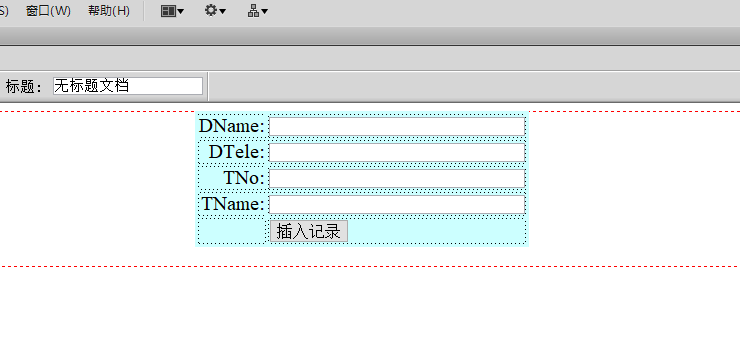 S) 窗口(W) 帮助(H)
标题: 无标题文档
DName:
DTele:
TNo:
TName:
插入记录